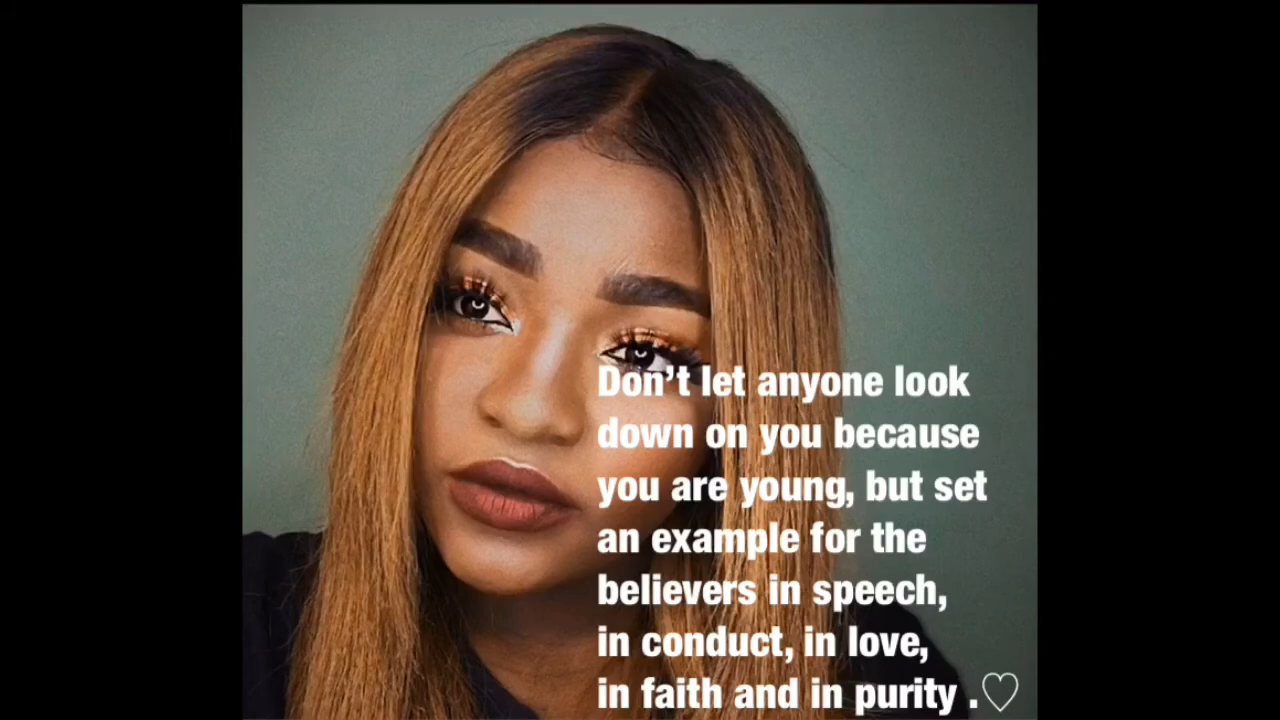 Don’t let anyone look
down on you because
you are young, but set
an example for the
believers in speech,
in conduct, in love,
in faith and in purity .♡